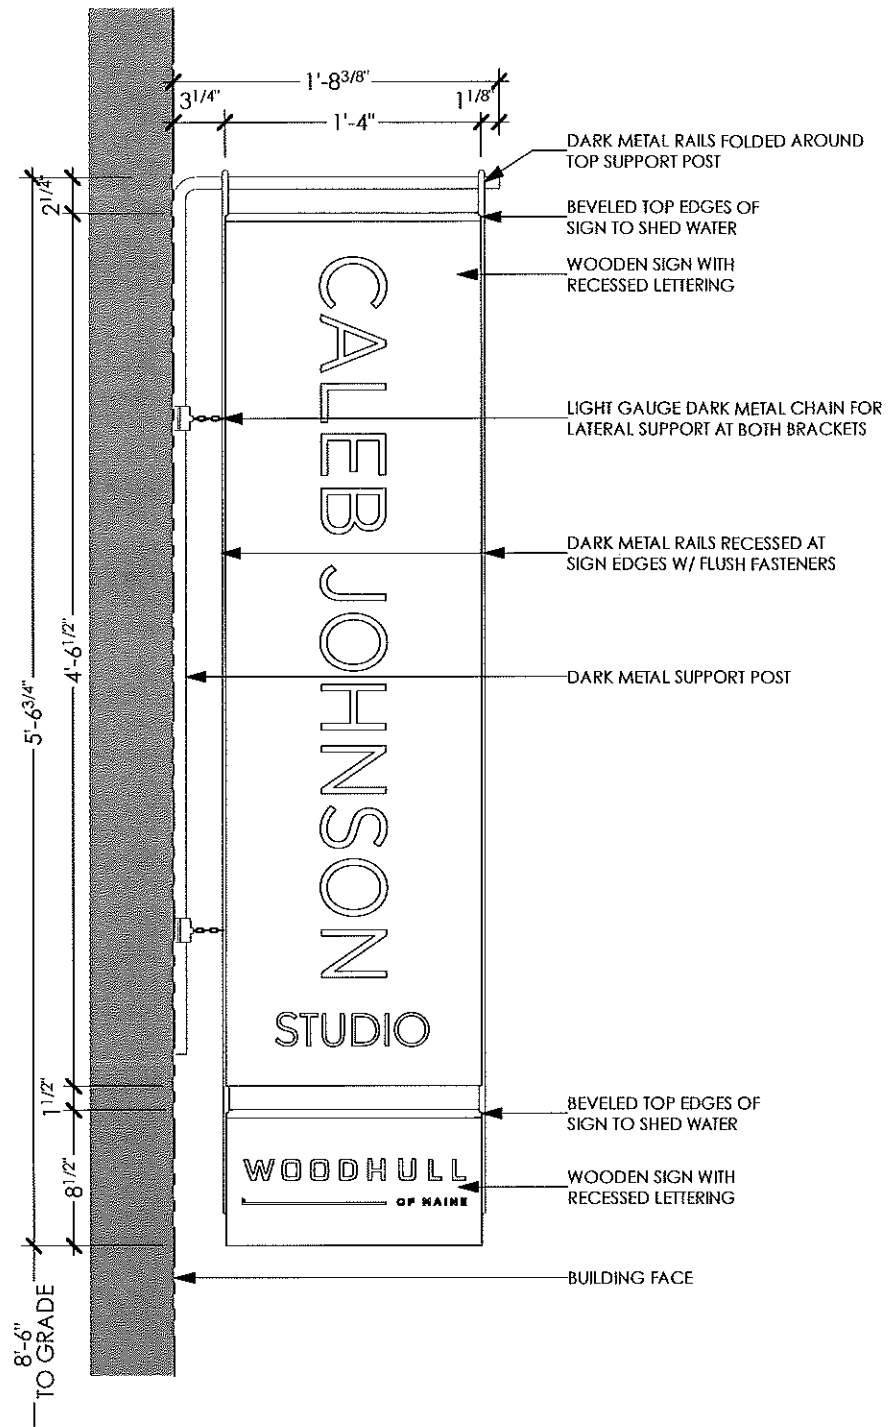 1'-8 3/8"
3 1/4"
1 1/8"
1'-4"
DARK METAL RAILS FOLDED AROUND
TOP SUPPORT POST
2 1/4"
BEVELED TOP EDGES OF
SIGN TO SHED WATER
WOODEN SIGN WITH
RECESSED LETTERING
CALEB JOHNSON
STUDIO
LIGHT GAUGE DARK METAL CHAIN FOR
LATERAL SUPPORT AT BOTH BRACKETS
DARK METAL RAILS RECESSED AT
SIGN EDGES W/ FLUSH FASTENERS
4'-6 1/2"
DARK METAL SUPPORT POST
5'-6 3/4"
1 1/2"
BEVELED TOP EDGES OF
SIGN TO SHED WATER
8 1/2"
WOODHULL
OF MAINE
WOODEN SIGN WITH
RECESSED LETTERING
BUILDING FACE
8'-6"
TO GRADE